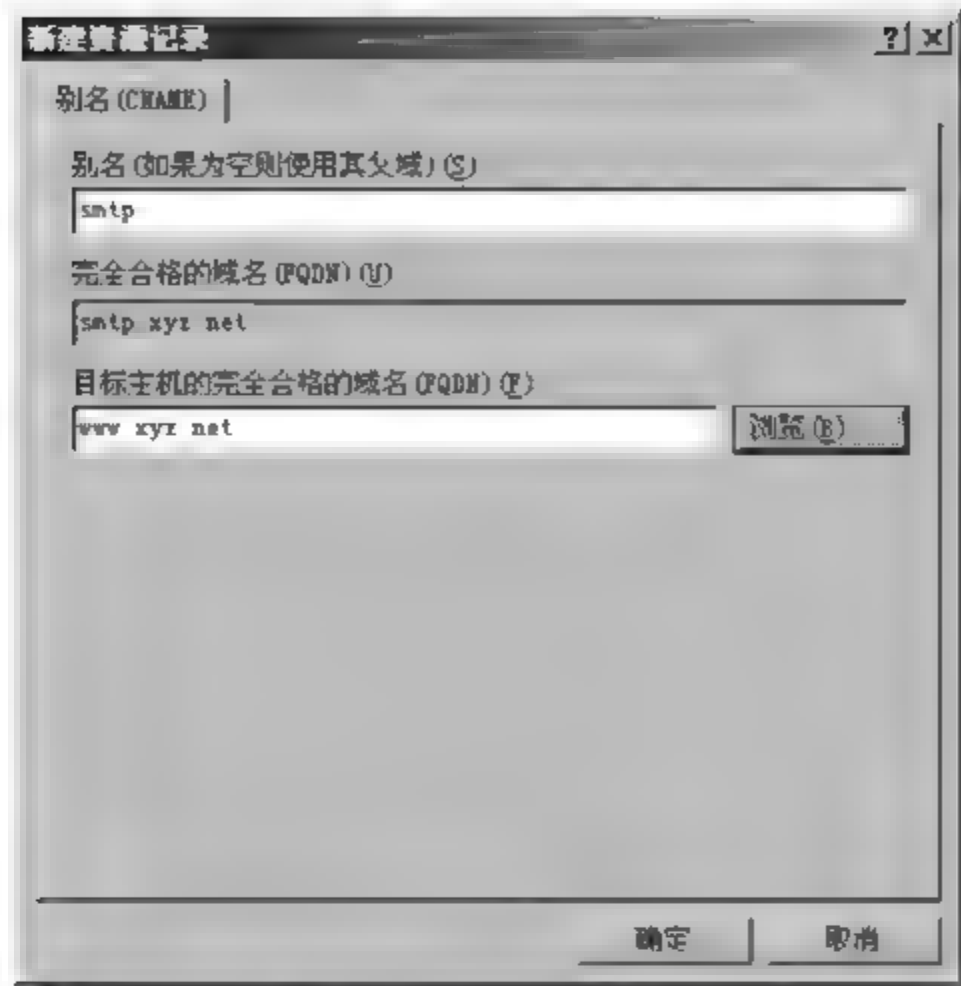 新建资源记录
别名(CNAME)
别名(如果为空则使用其父域)(S)
smtp
完全合格的域名(FQDN)(U)
smtp xyz net
目标主机的完全合格的域名(FQDN)(F)
www xyz net
浏览(B)
确定
取消